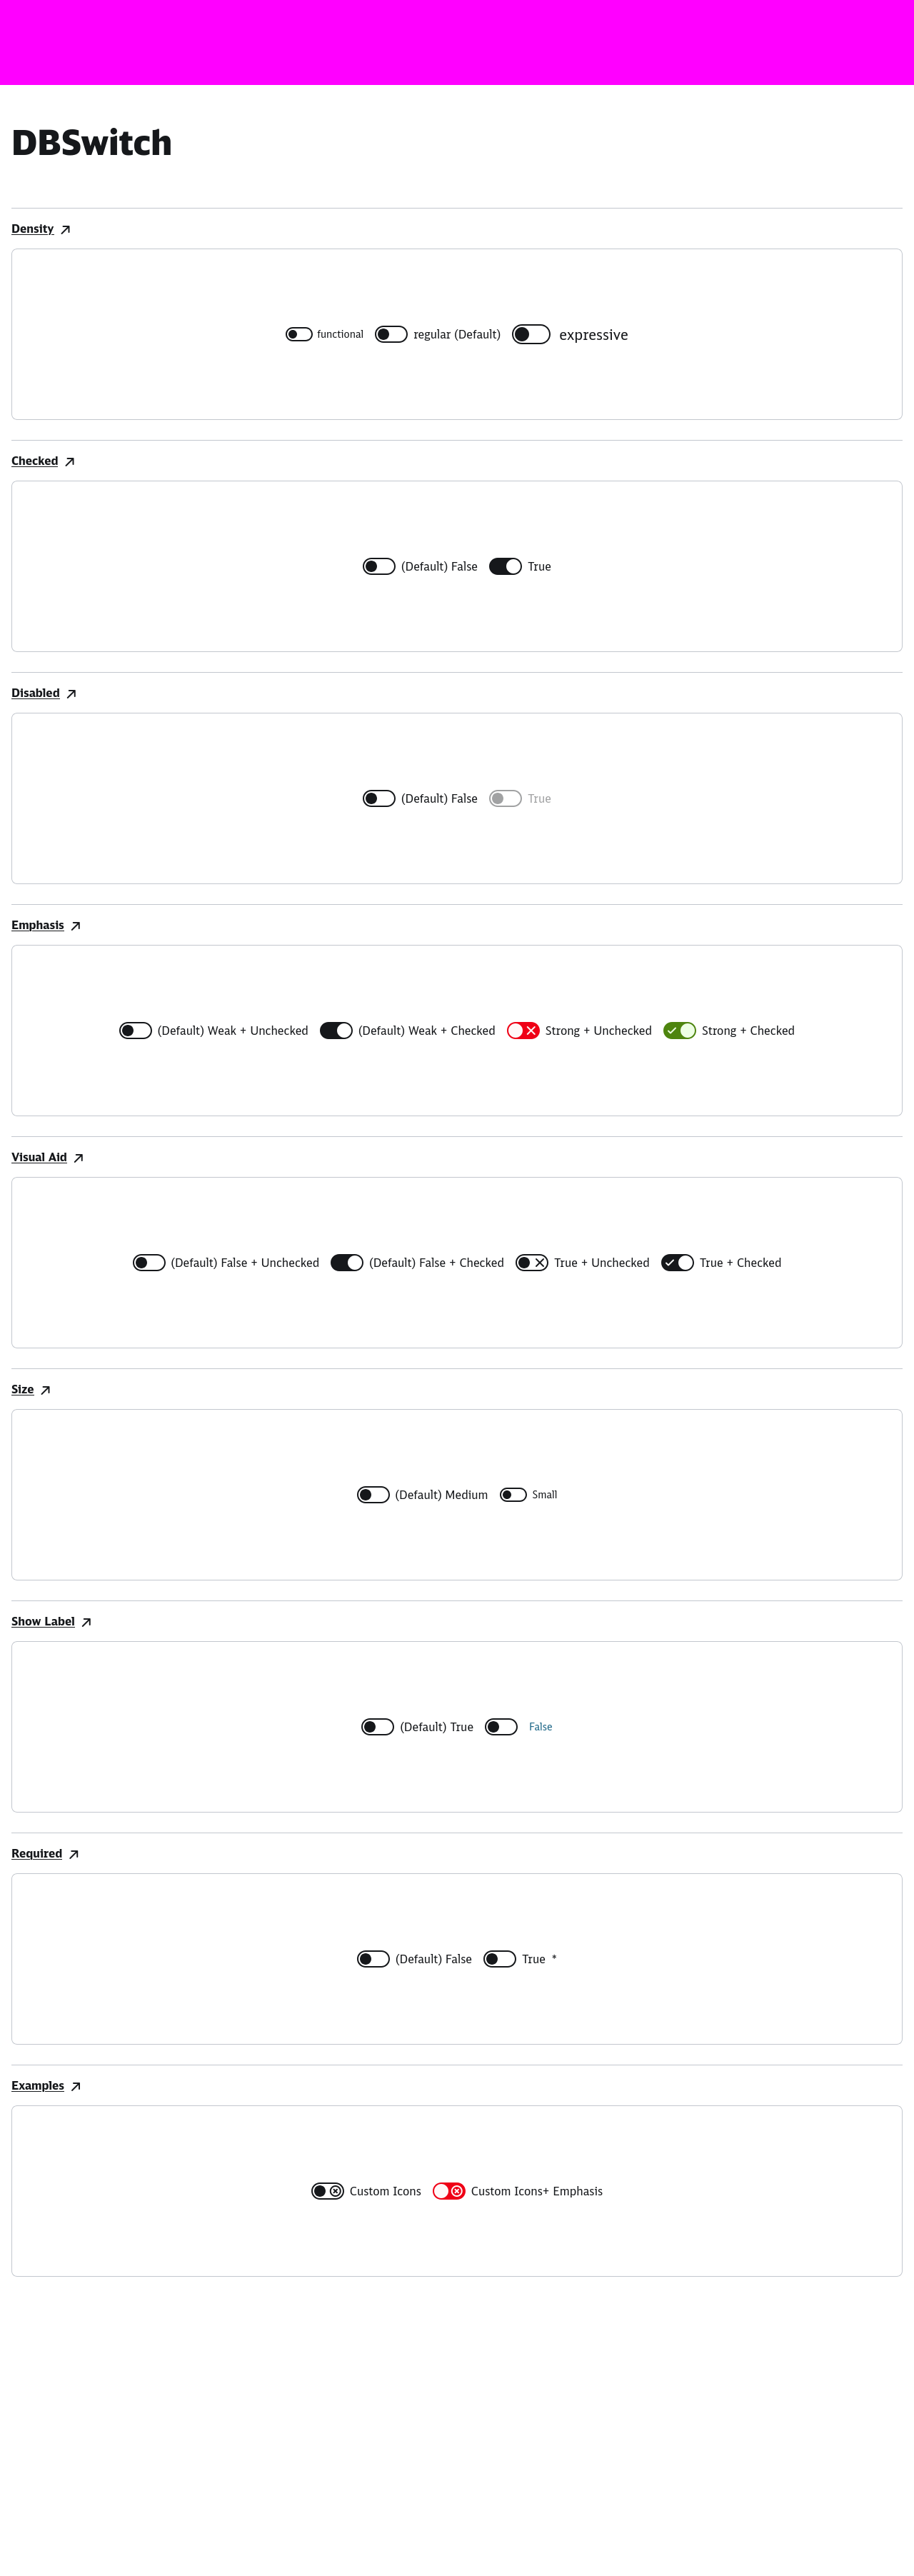 DBSwitch
Density
functional regular (Default) expressive
Checked
(Default) False True
Disabled
(Default) False True
Emphasis
(Default) Weak + Unchecked (Default) Weak + Checked Strong + Unchecked Strong + Checked
Visual Aid
(Default) False + Unchecked (Default) False + Checked True + Unchecked True + Checked
Size
(Default) Medium Small
Show Label
(Default) True False
Required
(Default) False True *
Examples
Custom Icons Custom Icons+ Emphasis